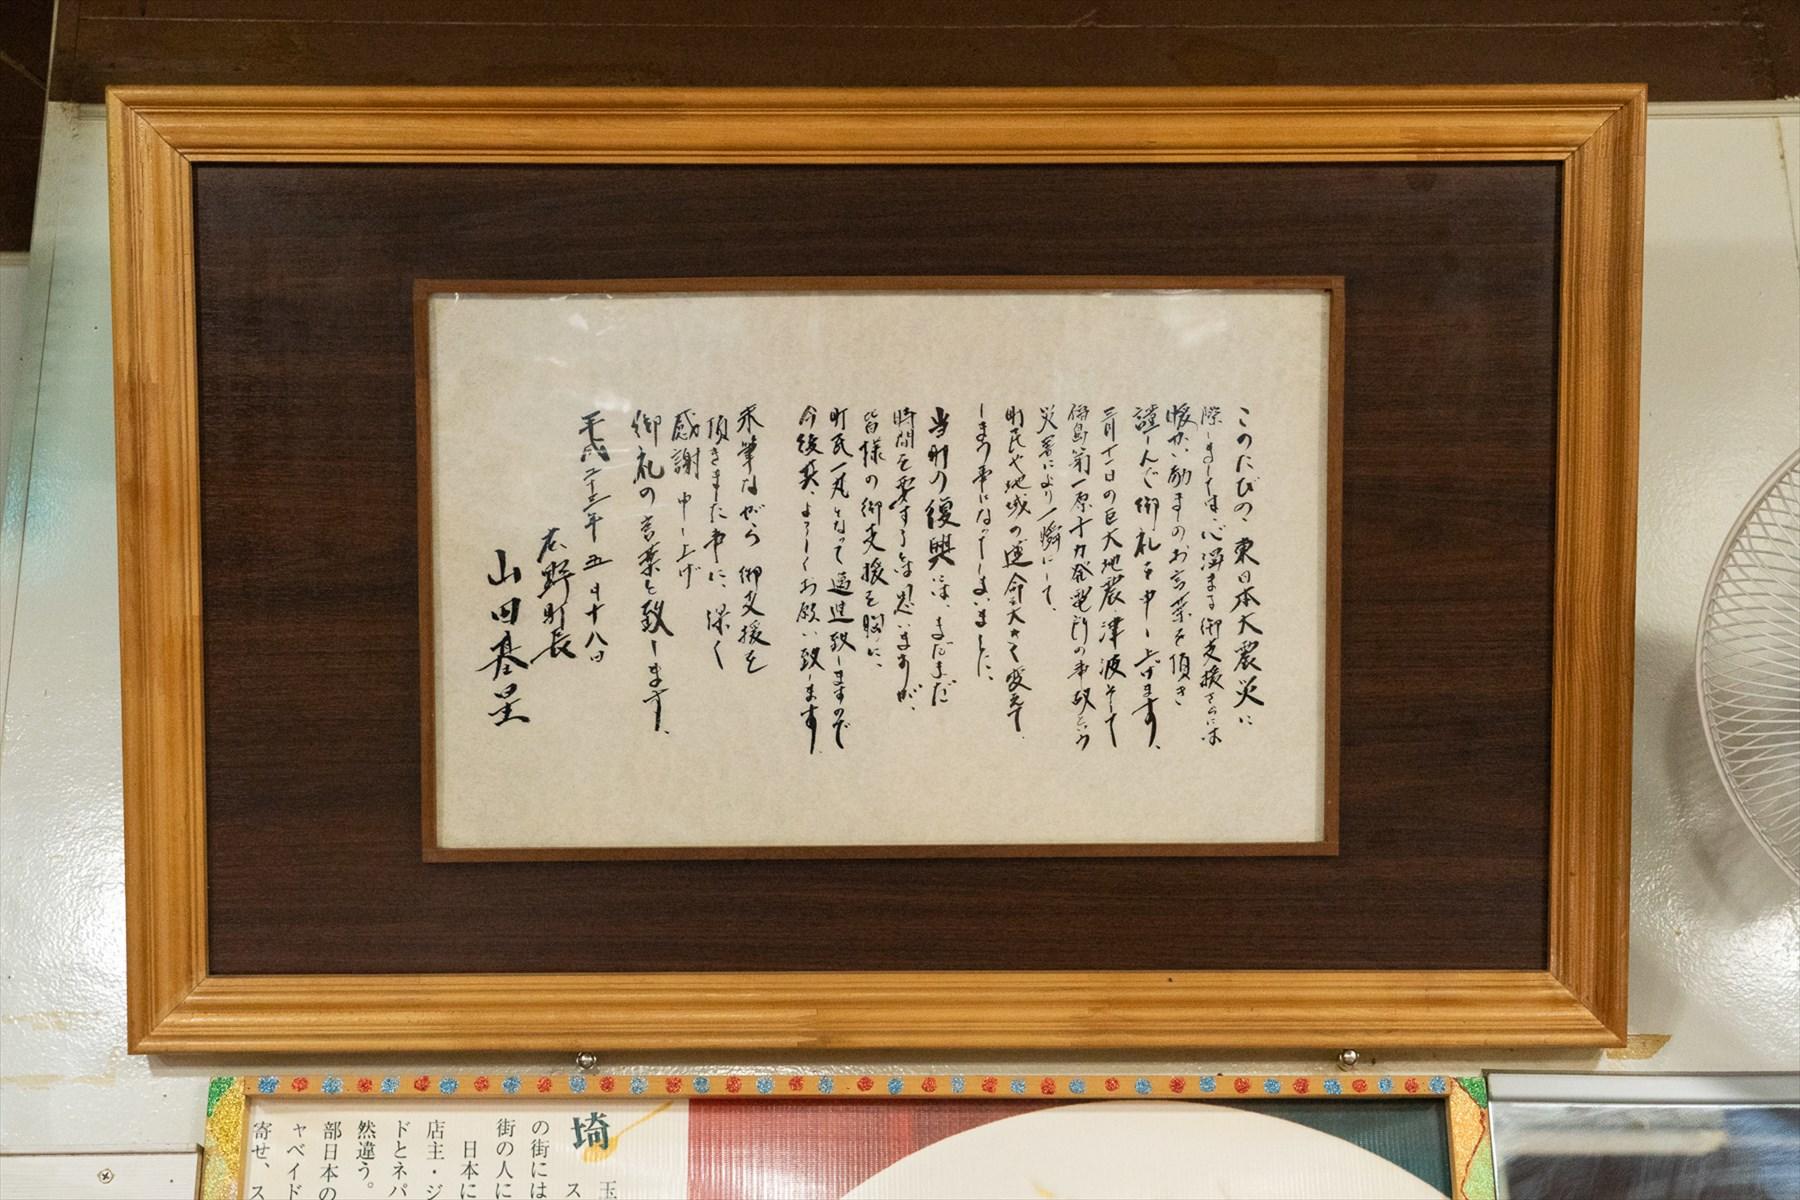 このたびの、東日本大震災に
際しましては、心温まる御支援さらには
暖かい励ましのお言葉を頂き
謹しんで御礼を申し上げます、
三月十一日の巨大地震、津波そして
福島第一原子力発電所の事故という
災害により一瞬にして、
町民や地域の運命を大きく変えて、
しまう事になってしまいました、
当町の復興には、まだまだ
時間を要するとは思いますが、
皆様の御支援を胸に、
町民一丸となって邁進致しますので
今後共、よろしくお願い致します、
末筆ながら御支援を
頂きました事に、深く
感謝申し上げ
御礼の言葉と致します、
平成二十三年五月十八日
広野町長
山田基星
埼玉
の街には
街の人に
日本に
店主・ジ
ドとネパ
然違う。
部日本の
ャベイド
寄せ、ス